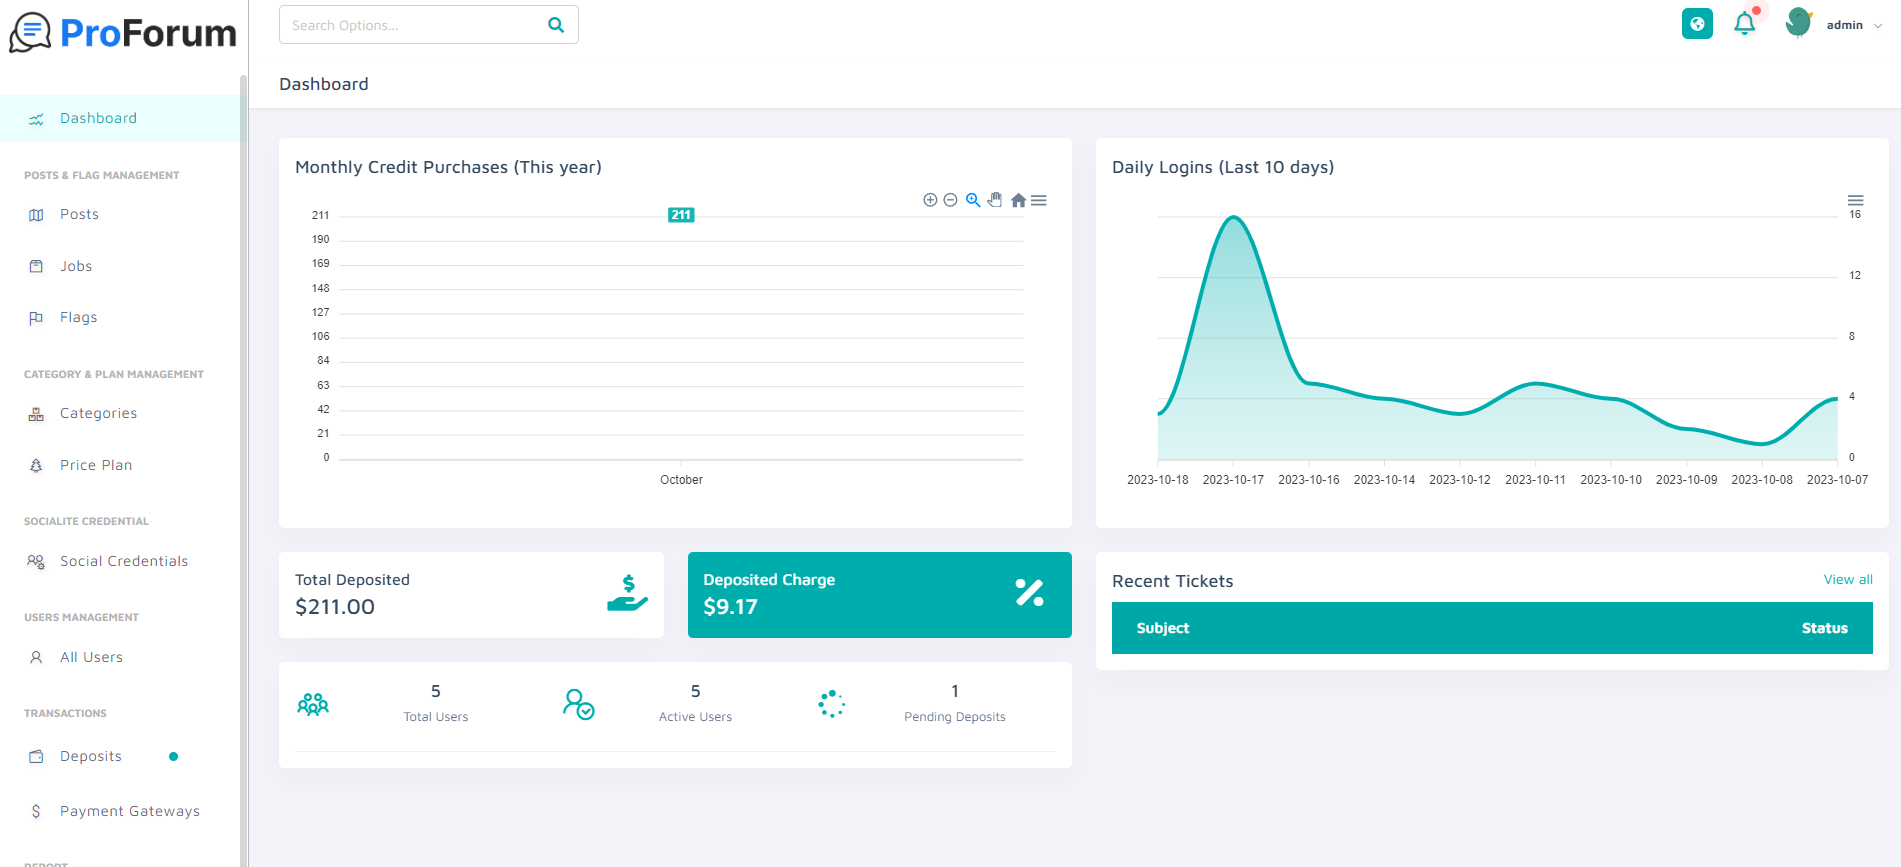 ProForum
Search Options...
admin
Dashboard
Dashboard
POSTS & FLAG MANAGEMENT
Posts
Jobs
Flags
CATEGORY & PLAN MANAGEMENT
Categories
Price Plan
SOCIALITE CREDENTIAL
Social Credentials
USERS MANAGEMENT
All Users
TRANSACTIONS
Deposits
Payment Gateways
REPORT
Monthly Credit Purchases (This year)
211
211
190
169
148
127
106
84
63
42
21
0
October
Daily Logins (Last 10 days)
16
12
8
4
0
2023-10-18 2023-10-17 2023-10-16 2023-10-14 2023-10-12 2023-10-11 2023-10-10 2023-10-09 2023-10-08 2023-10-07
Total Deposited
$211.00
Deposited Charge
$9.17
Recent Tickets View all
Subject Status
5
Total Users
5
Active Users
1
Pending Deposits